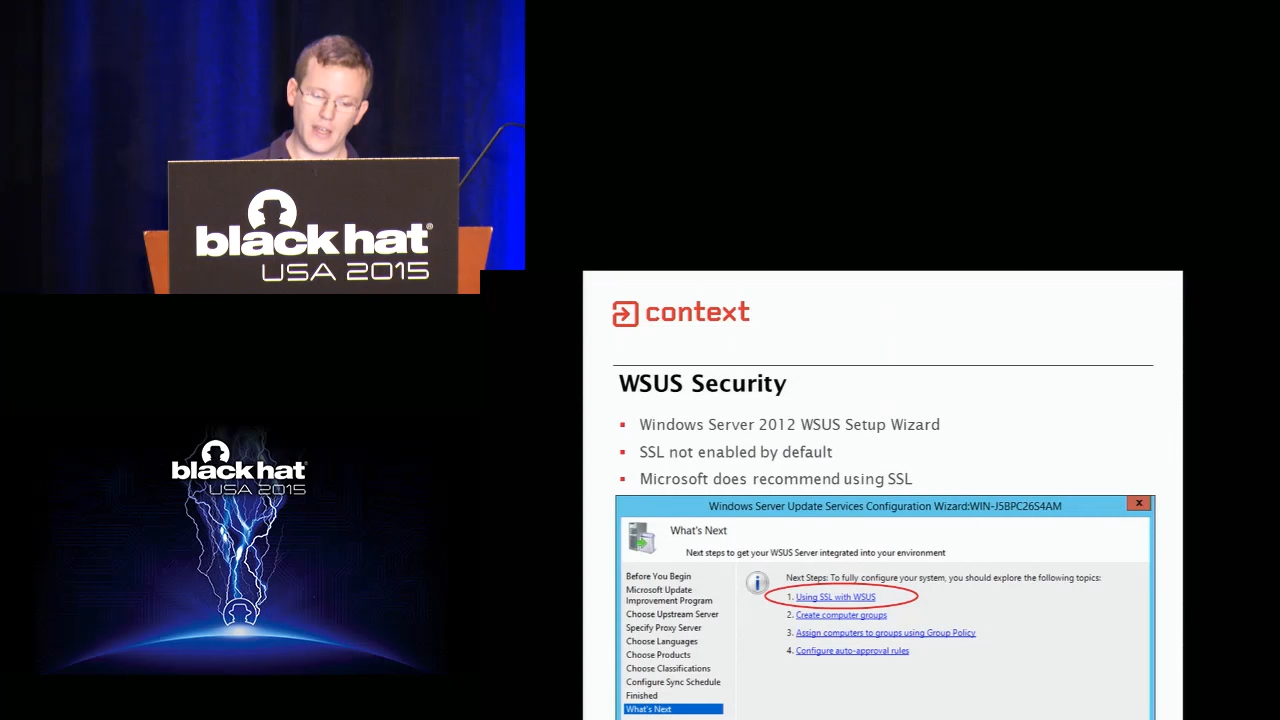 black hat®
USA 2015
context
WSUS Security
Windows Server 2012 WSUS Setup Wizard
SSL not enabled by default
Microsoft does recommend using SSL
black hat
USA 2015
Windows Server Update Services Configuration Wizard:WIN-J5BPC26S4AM
x
What's Next
Next steps to get your WSUS Server integrated into your environment
Before You Begin
Microsoft Update
Improvement Program
Choose Upstream Server
Specify Proxy Server
Choose Languages
Choose Products
Choose Classifications
Configure Sync Schedule
Finished
What's Next
Next Steps: To fully configure your system, you should explore the following topics:
1. Using SSL with WSUS
2. Create computer groups
3. Assign computers to groups using Group Policy
4. Configure auto-approval rules